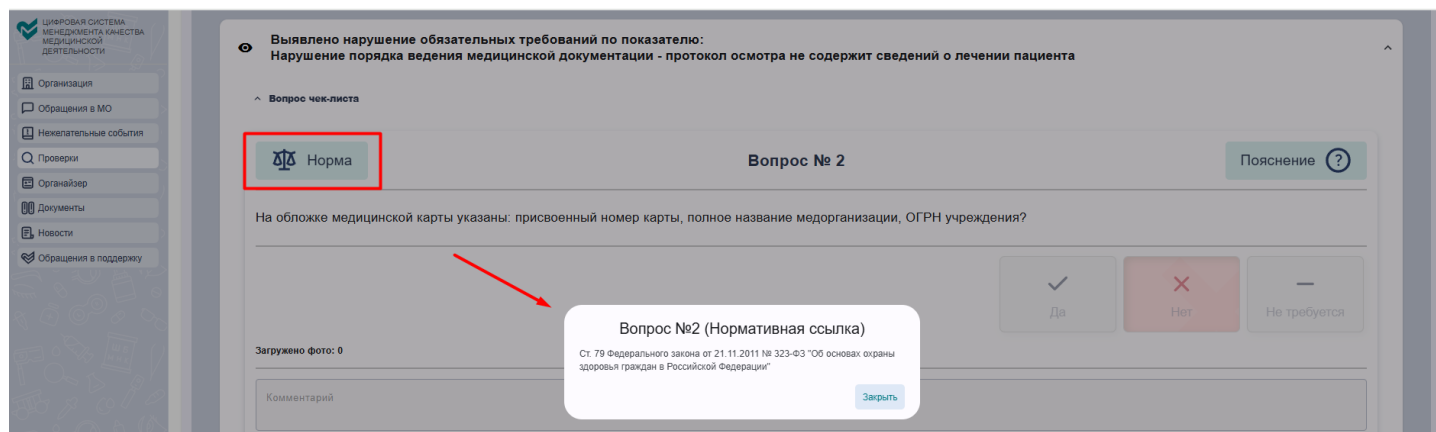 ЦИФРОВАЯ СИСТЕМА
МЕНЕДЖМЕНТА КАЧЕСТВА
МЕДИЦИНСКОЙ
ДЕЯТЕЛЬНОСТИ
Организация
Обращения в МО
Нежелательные события
Проверки
Органайзер
Документы
Новости
Обращения в поддержку
Выявлено нарушение обязательных требований по показателю:
Нарушение порядка ведения медицинской документации - протокол осмотра не содержит сведений о лечении пациента
Вопрос чек-листа
Норма
Вопрос № 2
Пояснение
На обложке медицинской карты указаны: присвоенный номер карты, полное название медорганизации, ОГРН учреждения?
Да
Нет
Не требуется
Вопрос №2 (Нормативная ссылка)
Ст. 79 Федерального закона от 21.11.2011 № 323-ФЗ "Об основах охраны
здоровья граждан в Российской Федерации"
Закрыть
Загружено фото: 0
Комментарий